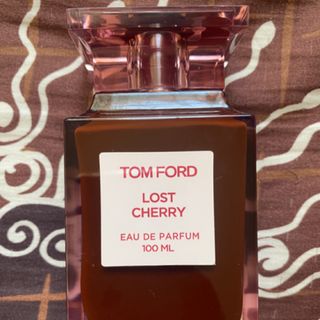 TOM FORD
LOST
CHERRY
EAU DE PARFUM
100 ML